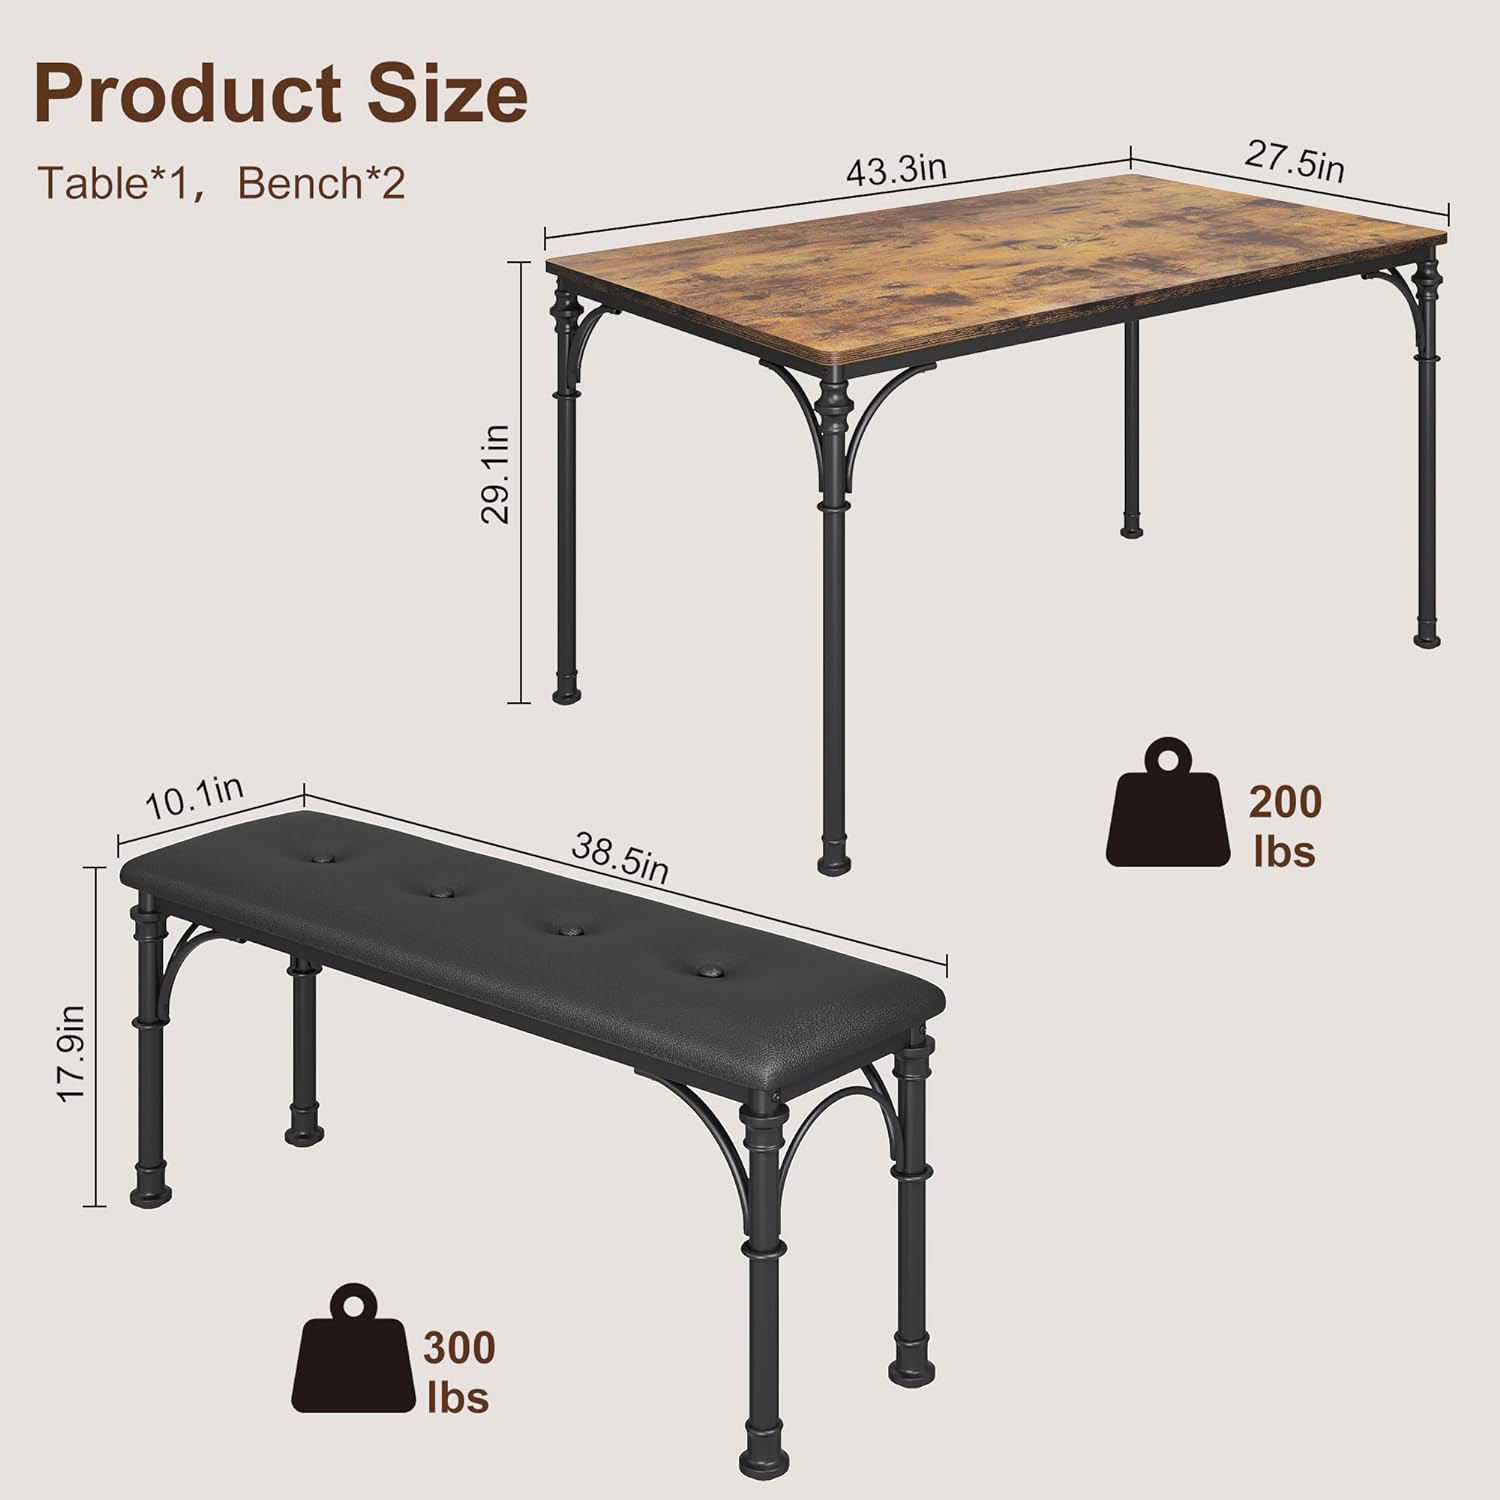 Product Size
Table*1, Bench*2
43.3in
27.5in
29.1in
200
lbs
10.1in
38.5in
17.9in
300
lbs